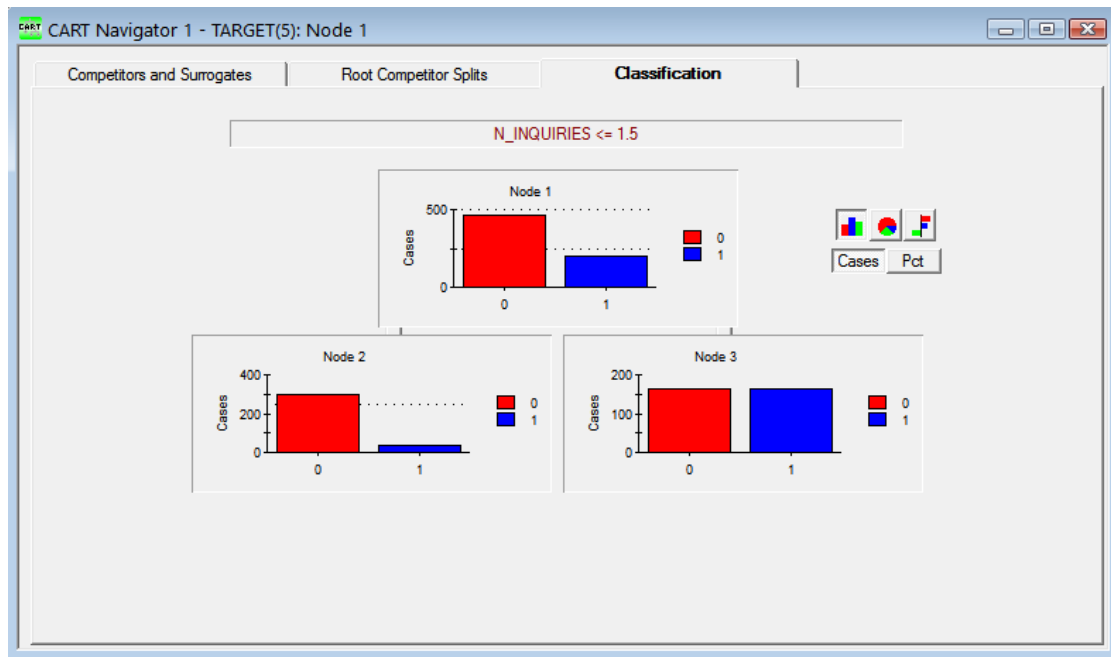 CART CART Navigator 1 - TARGET(5): Node 1
Competitors and Surrogates Root Competitor Splits Classification
N_INQUIRIES <= 1.5
Node 1
500
0
Cases
0 1
0
1
Cases Pct
Node 2
400
200
0
Cases
0 1
0
1
Node 3
200
100
0
Cases
0 1
0
1